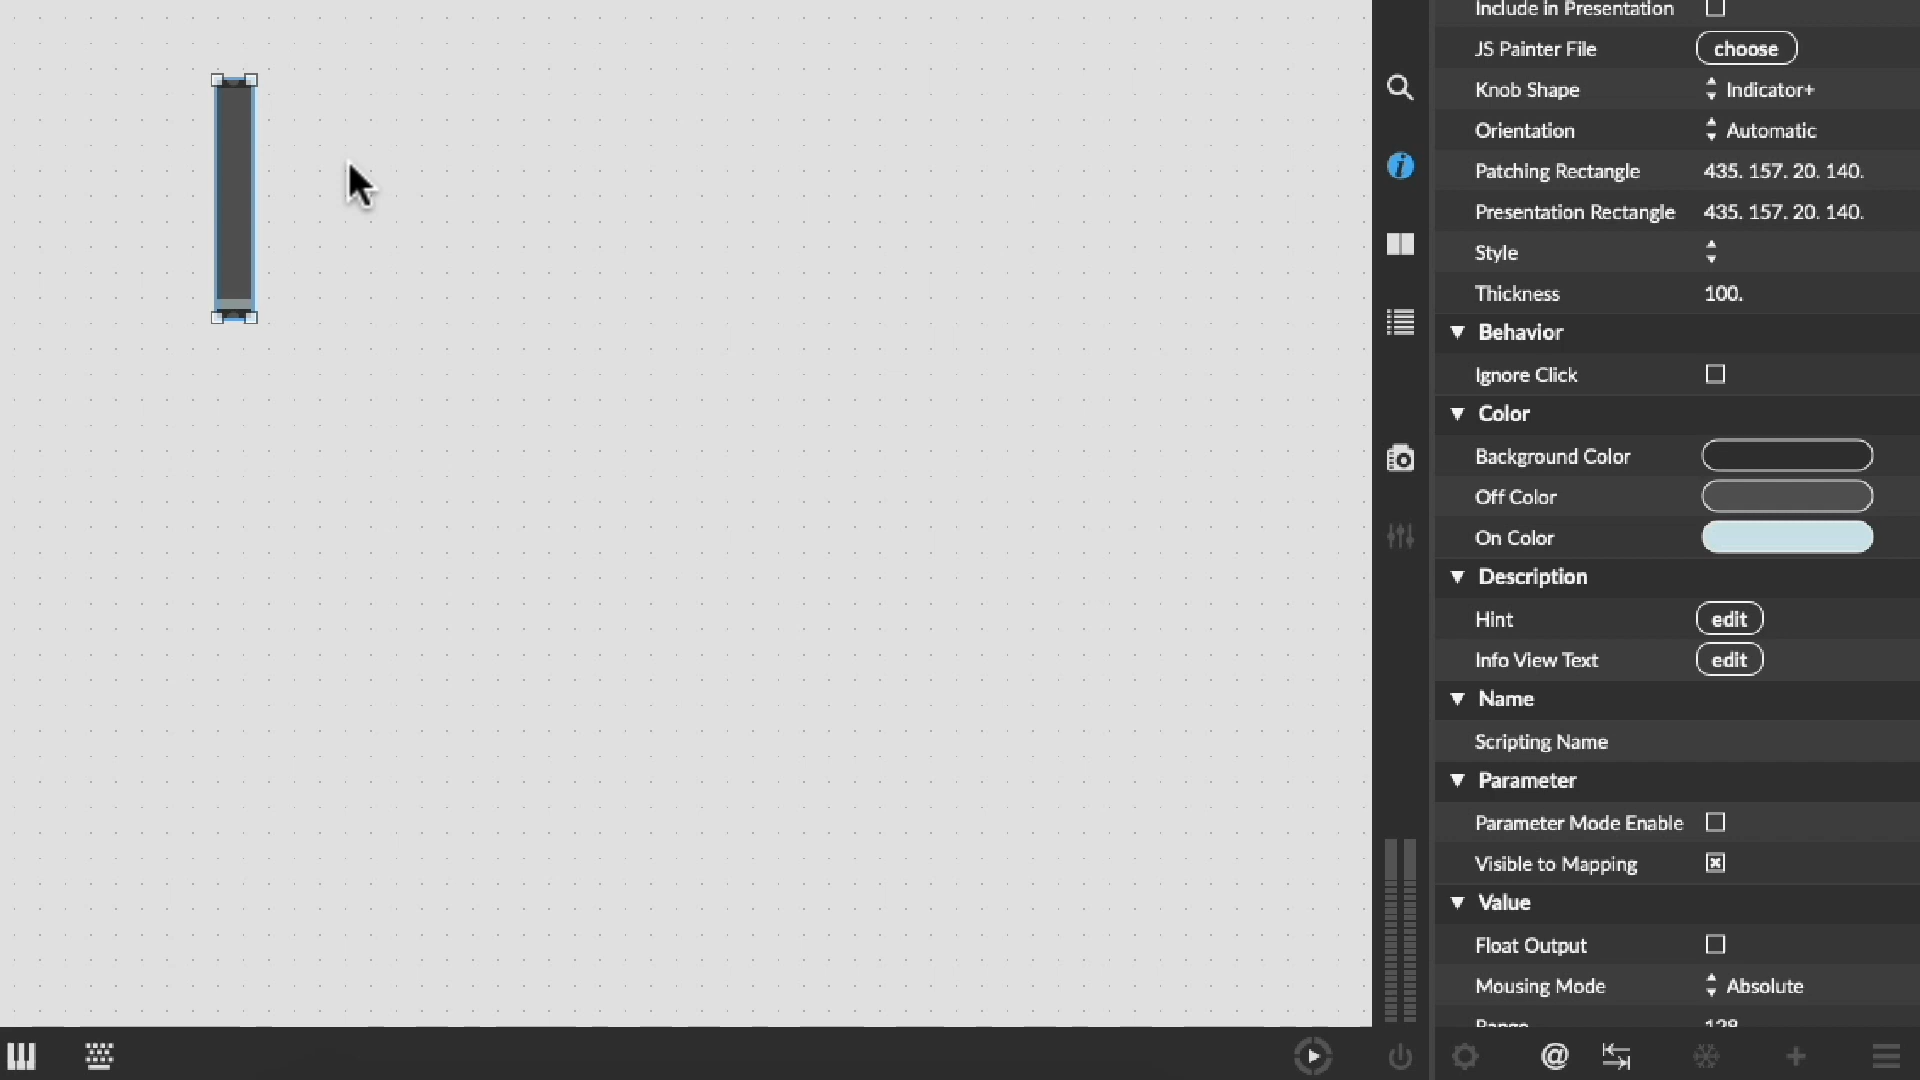 Include in Presentation
JS Painter File choose
Knob Shape Indicator+
Orientation Automatic
Patching Rectangle 435. 157. 20. 140.
Presentation Rectangle 435. 157. 20. 140.
Style
Thickness 100.
Behavior
Ignore Click
Color
Background Color
Off Color
On Color
Description
Hint edit
Info View Text edit
Name
Scripting Name
Parameter
Parameter Mode Enable
Visible to Mapping
Value
Float Output
Mousing Mode Absolute
Range 128